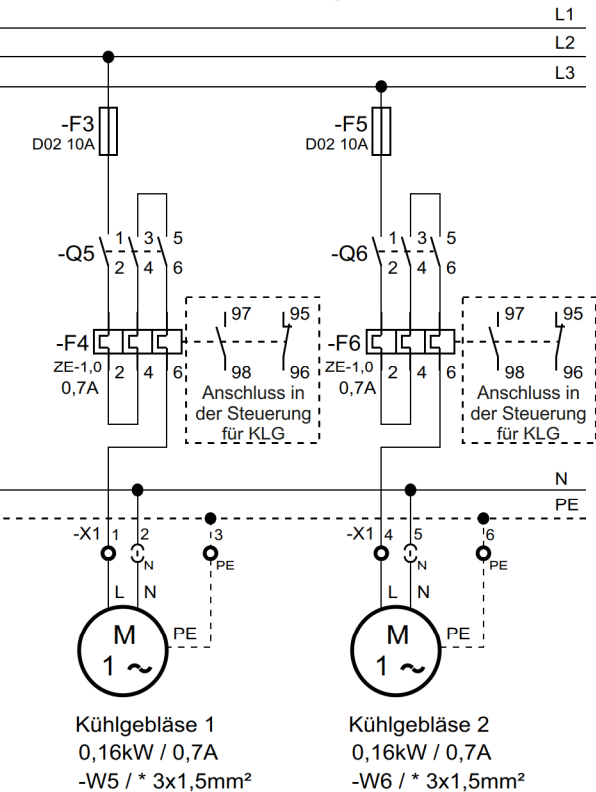 L1
L2
L3
-F3
D02 10A
-F5
D02 10A
-Q5
1 3 5
2 4 6
-Q6
1 3 5
2 4 6
-F4
ZE-1,0
0,7A
2 4 6
97 95
98 96
Anschluss in
der Steuerung
für KLG
-F6
ZE-1,0
0,7A
2 4 6
97 95
98 96
Anschluss in
der Steuerung
für KLG
N
PE
-X1 1 2 3
N PE
-X1 4 5 6
N PE
L N
M
1 ~
PE
L N
M
1 ~
PE
Kühlgebläse 1
0,16kW / 0,7A
-W5 / * 3x1,5mm²
Kühlgebläse 2
0,16kW / 0,7A
-W6 / * 3x1,5mm²